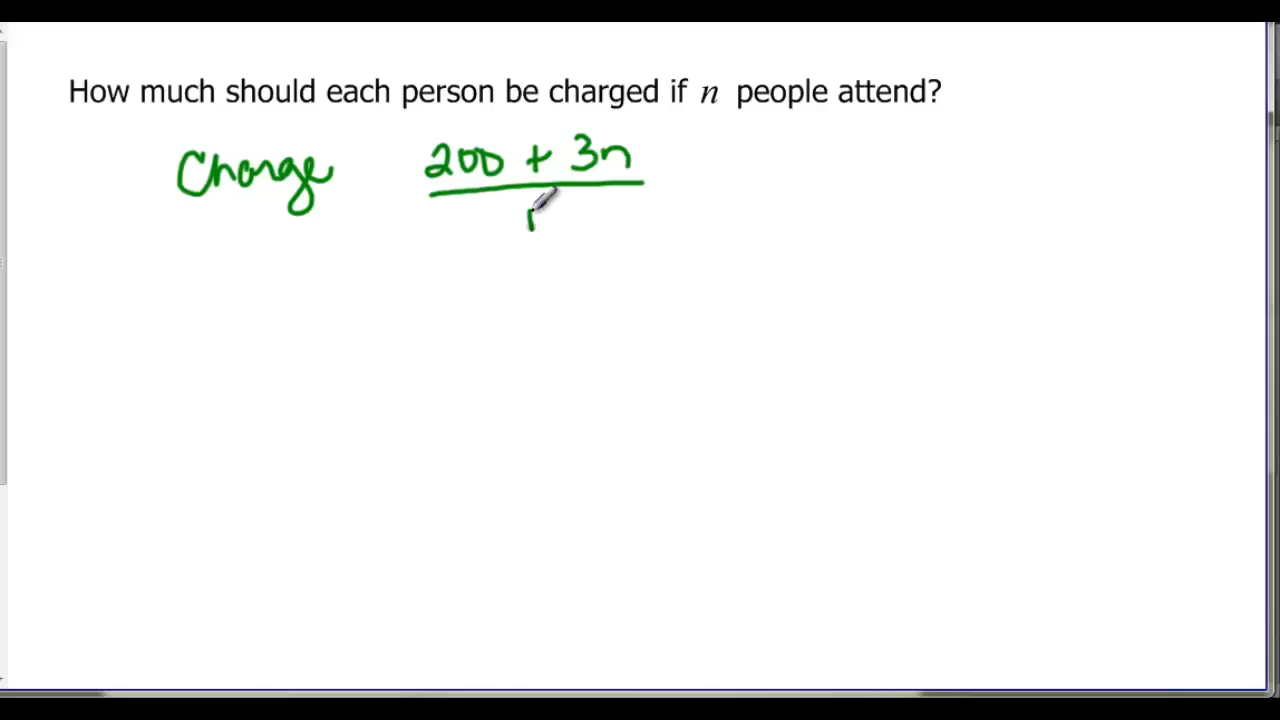 How much should each person be charged if n people attend?
Charge 200 + 3n